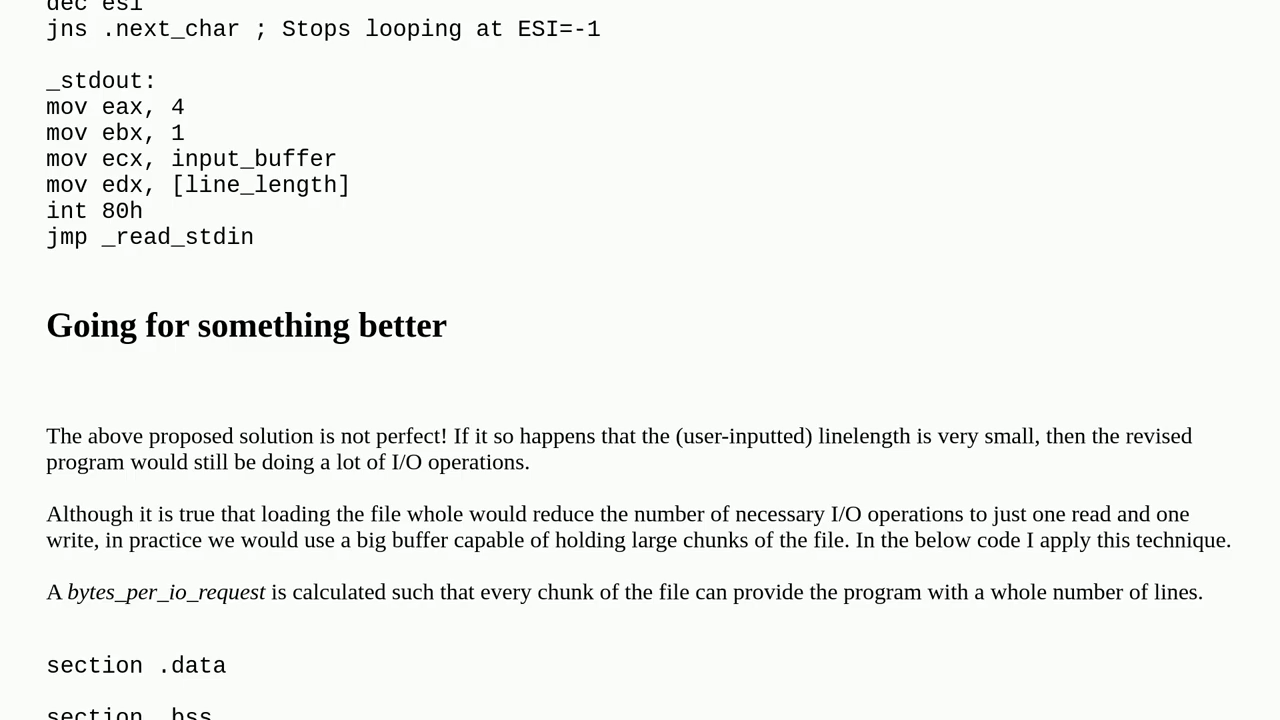 dec esi
jns .next_char ; Stops looping at ESI=-1
_stdout:
mov eax, 4
mov ebx, 1
mov ecx, input_buffer
mov edx, [line_length]
int 80h
jmp _read_stdin
Going for something better
The above proposed solution is not perfect! If it so happens that the (user-inputted) linelength is very small, then the revised
program would still be doing a lot of I/O operations.
Although it is true that loading the file whole would reduce the number of necessary I/O operations to just one read and one
write, in practice we would use a big buffer capable of holding large chunks of the file. In the below code I apply this technique.
A bytes_per_io_request is calculated such that every chunk of the file can provide the program with a whole number of lines.
section .data
section .bss